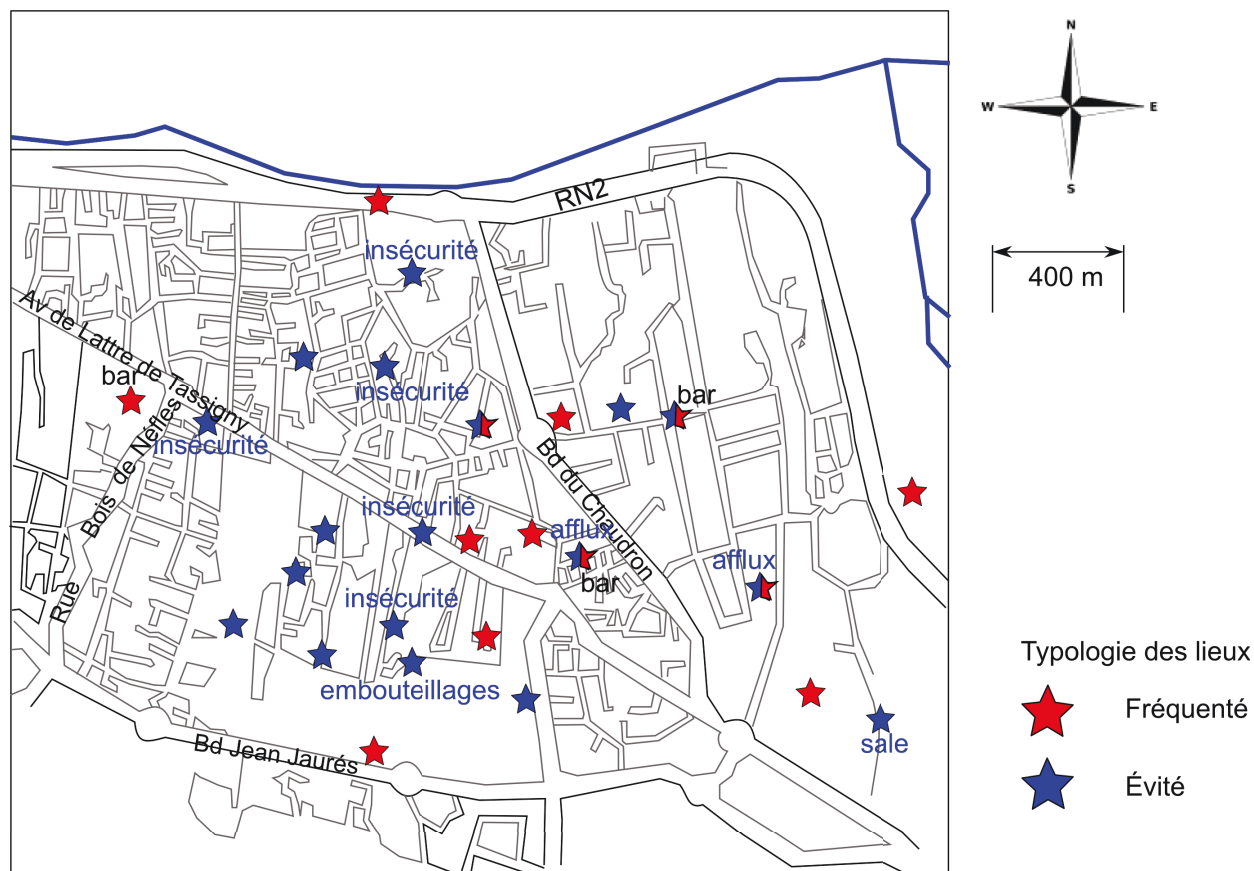 N
W
E
S
RN2
insécurité
400 m
Av de Lattre de Tassigny
bar
insécurité
bar
Bois de Nèfles
insécurité
Bd du Chaudron
insécurité
afflux
afflux
bar
Rue
insécurité
Typologie des lieux
embouteillages
Fréquenté
sale
Bd Jean Jaurés
Évité